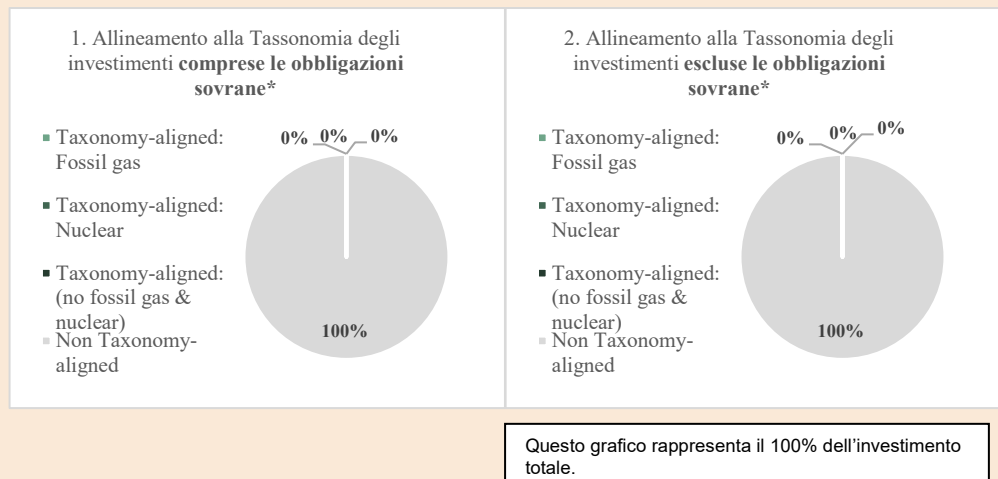 1. Allineamento alla Tassonomia degli
investimenti comprese le obbligazioni
sovrane*
Taxonomy-aligned:
Fossil gas
Taxonomy-aligned:
Nuclear
Taxonomy-aligned:
(no fossil gas &
nuclear)
Non Taxonomy-
aligned
0% 0% 0%
100%
2. Allineamento alla Tassonomia degli
investimenti escluse le obbligazioni
sovrane*
Taxonomy-aligned:
Fossil gas
Taxonomy-aligned:
Nuclear
Taxonomy-aligned:
(no fossil gas &
nuclear)
Non Taxonomy-
aligned
0% 0% 0%
100%
Questo grafico rappresenta il 100% dell'investimento
totale.